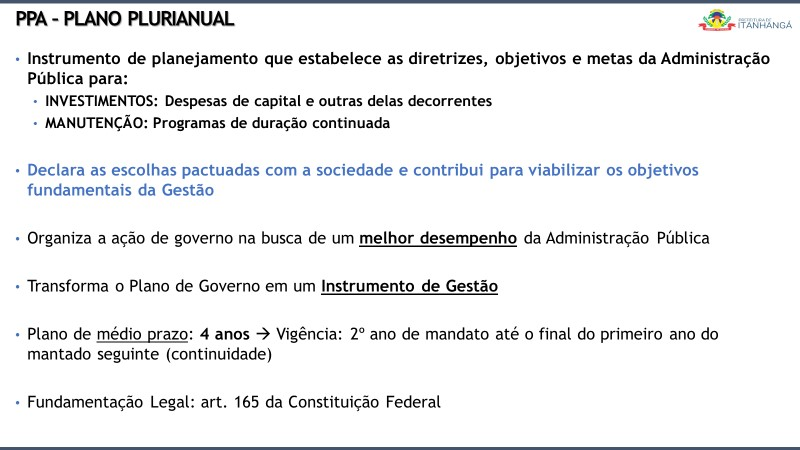 PPA – PLANO PLURIANUAL
PREFEITURA DE
ITANHANGÁ
• Instrumento de planejamento que estabelece as diretrizes, objetivos e metas da Administração
Pública para:
• INVESTIMENTOS: Despesas de capital e outras delas decorrentes
• MANUTENÇÃO: Programas de duração continuada
• Declara as escolhas pactuadas com a sociedade e contribui para viabilizar os objetivos
fundamentais da Gestão
• Organiza a ação de governo na busca de um melhor desempenho da Administração Pública
• Transforma o Plano de Governo em um Instrumento de Gestão
• Plano de médio prazo: 4 anos → Vigência: 2º ano de mandato até o final do primeiro ano do
mantado seguinte (continuidade)
• Fundamentação Legal: art. 165 da Constituição Federal